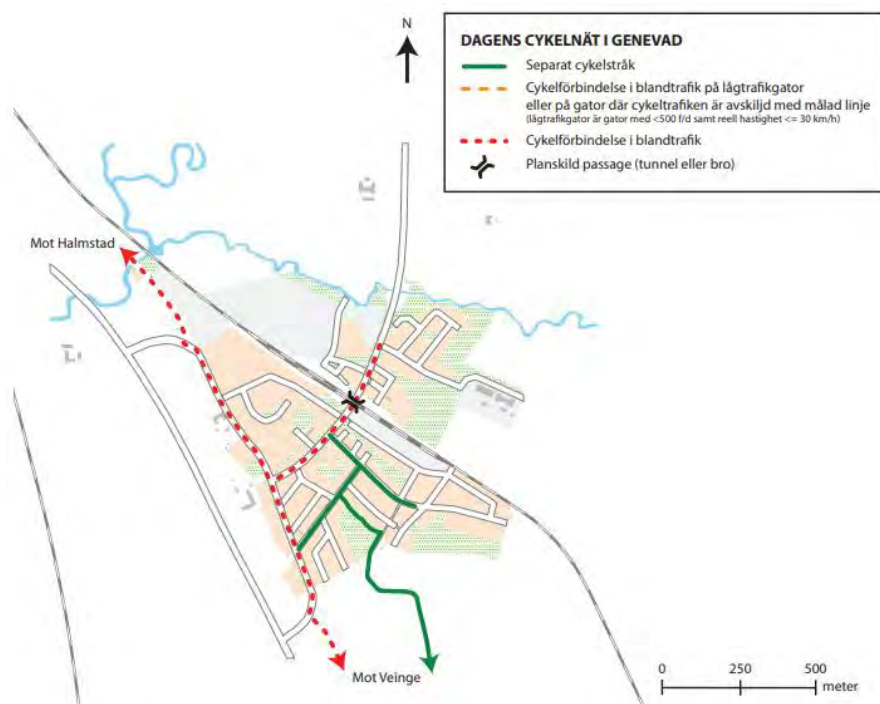 N
DAGENS CYKELNÄT I GENEVAD
Separat cykelstråk
Cykelförbindelse i blandtrafik på lågtrafikgator
eller på gator där cykeltrafiken är avskiljd med målad linje
(lågtrafikgator är gator med <500 f/d samt reell hastighet <= 30 km/h)
Cykelförbindelse i blandtrafik
Planskild passage (tunnel eller bro)
Mot Halmstad
Mot Veinge
0 250 500
meter